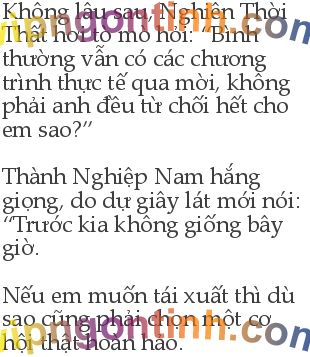 Không lâu sau, Nghiên Thời
Thất hơi tò mò hỏi: “Bình
thường vẫn có các chương
trình thực tế qua mời, không
phải anh đều từ chối hết cho
em sao?”
Thành Nghiệp Nam hắng
giọng, do dự giây lát mới nói:
“Trước kia không giống bây
giờ.
Nếu em muốn tái xuất thì dù
sao cũng phải chọn một cơ
hội thật hoàn hảo.
vipngontinh.com
vipngontinh.com